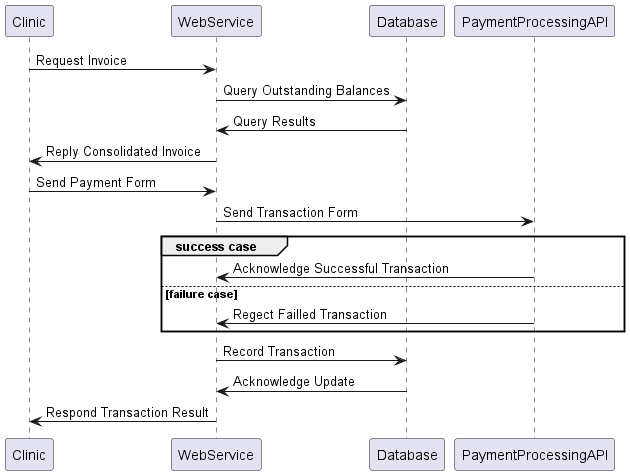 Clinic WebService Database PaymentProcessingAPI
Request Invoice
Query Outstanding Balances
Query Results
Reply Consolidated Invoice
Send Payment Form
Send Transaction Form
success case
Acknowledge Successful Transaction
[failure case]
Regect Failled Transaction
Record Transaction
Acknowledge Update
Respond Transaction Result
Clinic WebService Database PaymentProcessingAPI